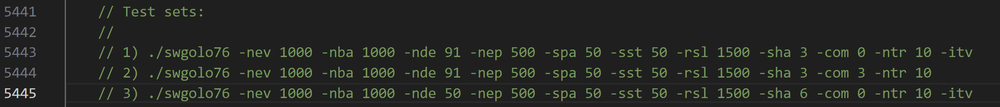 5441 // Test sets:
5442 //
5443 // 1) ./swgolo76 -nev 1000 -nba 1000 -nde 91 -nep 500 -spa 50 -sst 50 -rsl 1500 -sha 3 -com 0 -ntr 10 -itv
5444 // 2) ./swgolo76 -nev 1000 -nba 1000 -nde 91 -nep 500 -spa 50 -sst 50 -rsl 1500 -sha 3 -com 3 -ntr 10
5445 // 3) ./swgolo76 -nev 1000 -nba 1000 -nde 50 -nep 500 -spa 50 -sst 50 -rsl 1500 -sha 6 -com 0 -ntr 10 -itv